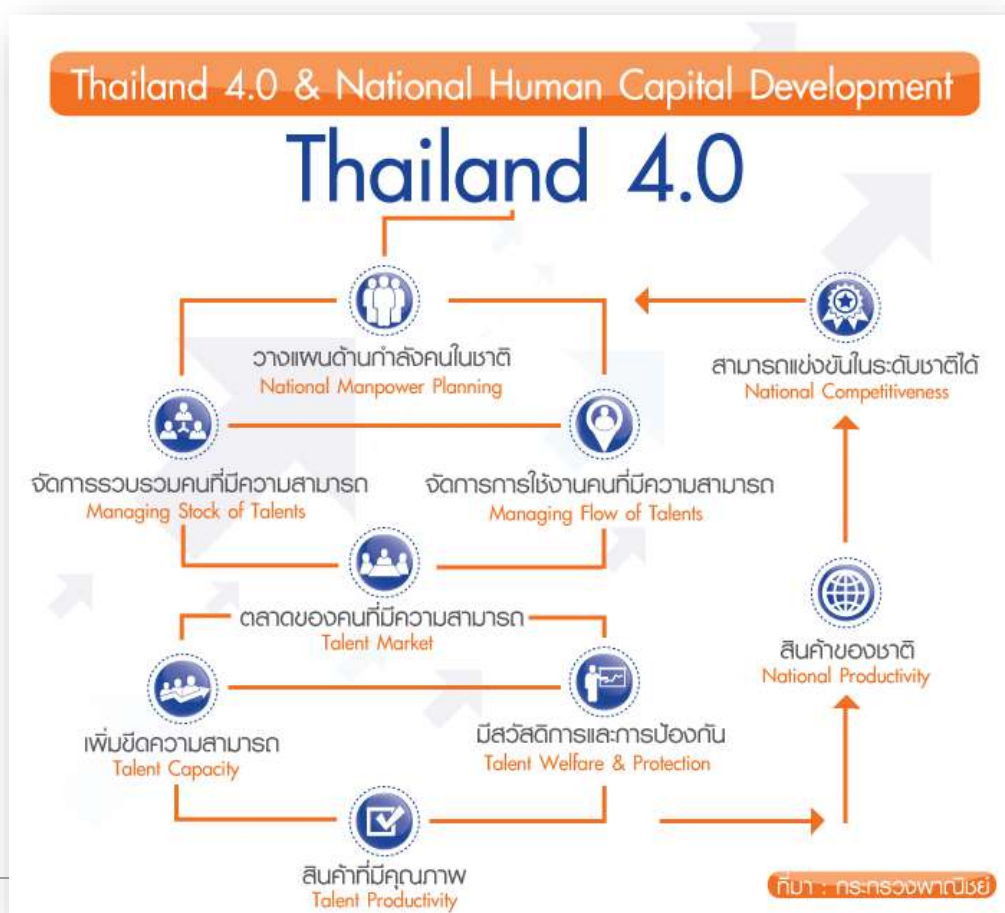 Thailand 4.0 & National Human Capital Development
Thailand 4.0
วางแผนด้านกำลังคนในชาติ
National Manpower Planning
สามารถแข่งขันในระดับชาติได้
National Competitiveness
จัดการรวบรวมคนที่มีความสามารถ
Managing Stock of Talents
จัดการการใช้งานคนที่มีความสามารถ
Managing Flow of Talents
ตลาดของคนที่มีความสามารถ
Talent Market
สินค้าของชาติ
National Productivity
เพิ่มขีดความสามารถ
Talent Capacity
มีสวัสดิการและการป้องกัน
Talent Welfare & Protection
สินค้าที่มีคุณภาพ
Talent Productivity
ที่มา : กระทรวงพาณิชย์